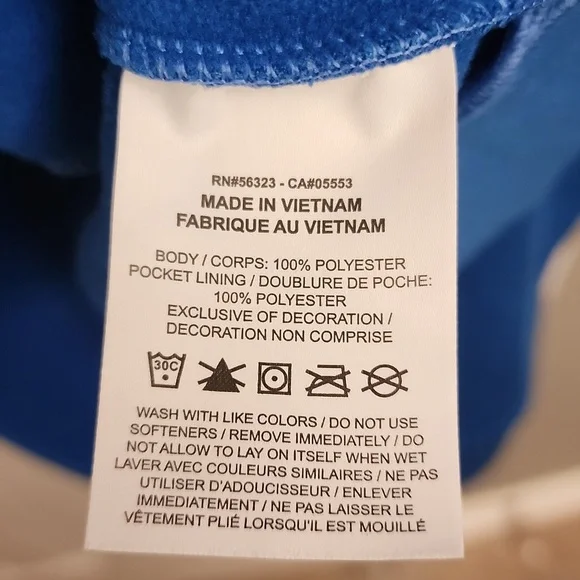 RN#56323 - CA#05553
MADE IN VIETNAM
FABRIQUE AU VIETNAM
BODY / CORPS: 100% POLYESTER
POCKET LINING / DOUBLURE DE POCHE:
100% POLYESTER
EXCLUSIVE OF DECORATION /
DECORATION NON COMPRISE
30C
WASH WITH LIKE COLORS / DO NOT USE
SOFTENERS / REMOVE IMMEDIATELY / DO
NOT ALLOW TO LAY ON ITSELF WHEN WET
LAVER AVEC COULEURS SIMILAIRES / NE PAS
UTILISER D'ADOUCISSEUR / ENLEVER
IMMEDIATEMENT / NE PAS LAISSER LE
VÊTEMENT PLIÉ LORSQU'IL EST MOUILLÉ